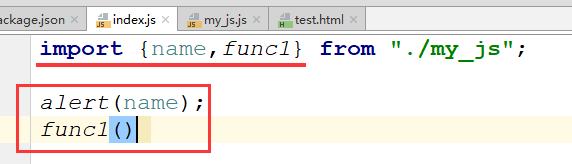 ackage.json index.js my_js.js test.html
import {name,func1} from "./my_js";
alert(name);
func1()